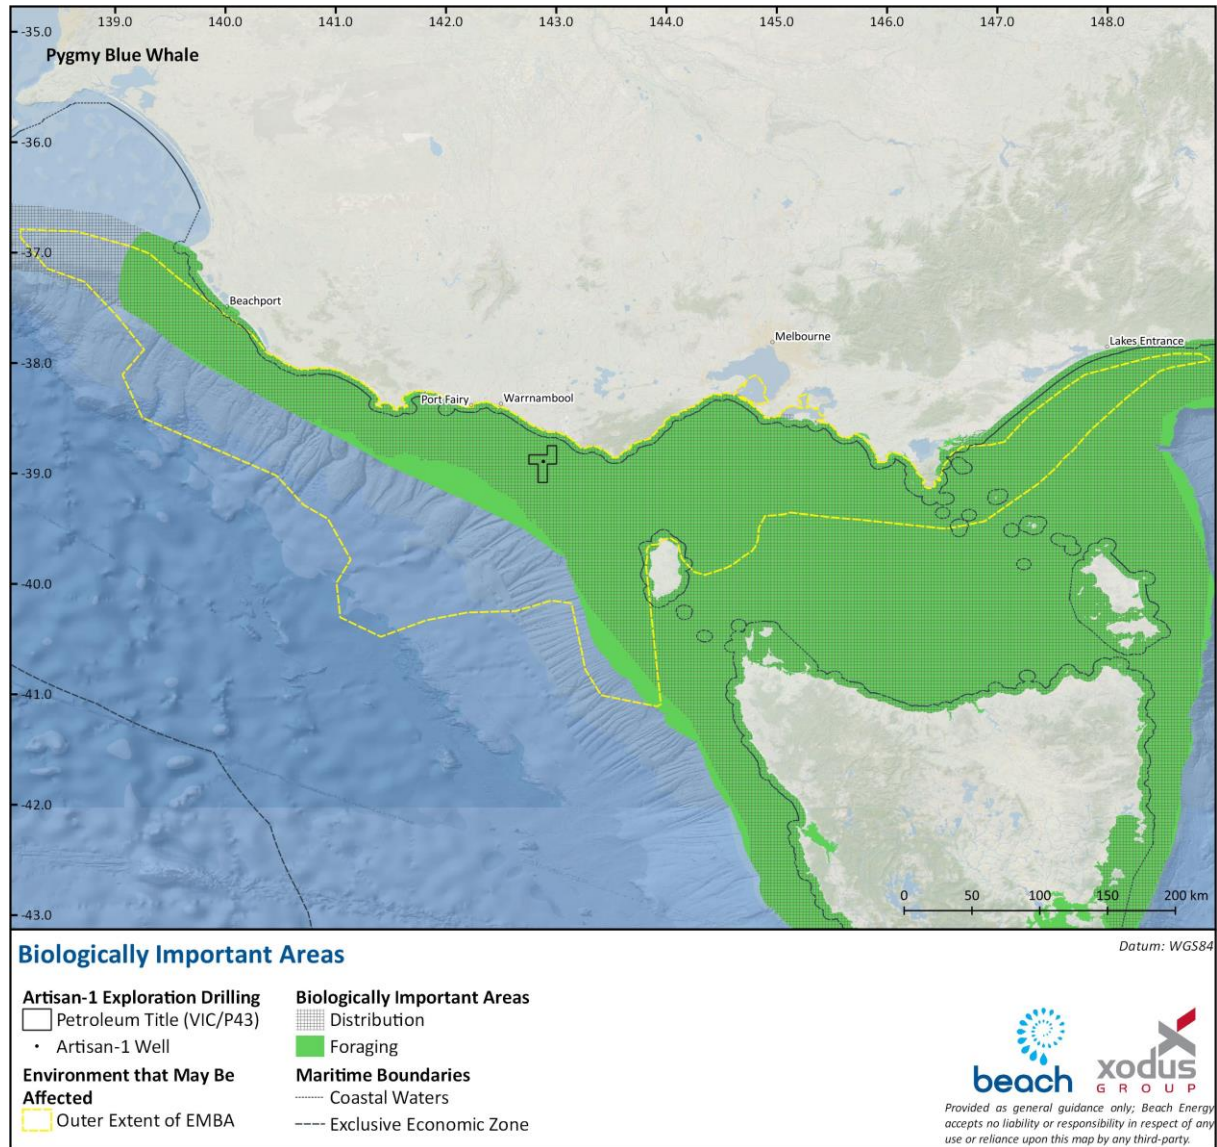 139.0 140.0 141.0 142.0 143.0 144.0 145.0 146.0 147.0 148.0
-35.0
Pygmy Blue Whale
-36.0
-37.0
Beachport
Melbourne
Lakes Entrance
-38.0
Port Fairy
Warrnambool
-39.0
-40.0
-41.0
-42.0
0 50 100 150 200 km
-43.0
Biologically Important Areas
Datum: WGS84
Artisan-1 Exploration Drilling
Petroleum Title (VIC/P43)
Artisan-1 Well
Environment that May Be
Affected
Outer Extent of EMBA
Biologically Important Areas
Distribution
Foraging
Maritime Boundaries
Coastal Waters
Exclusive Economic Zone
beach
xodus
GROUP
Provided as general guidance only; Beach Energy
accepts no liability or responsibility in respect of any
use or reliance upon this map by any third-party.